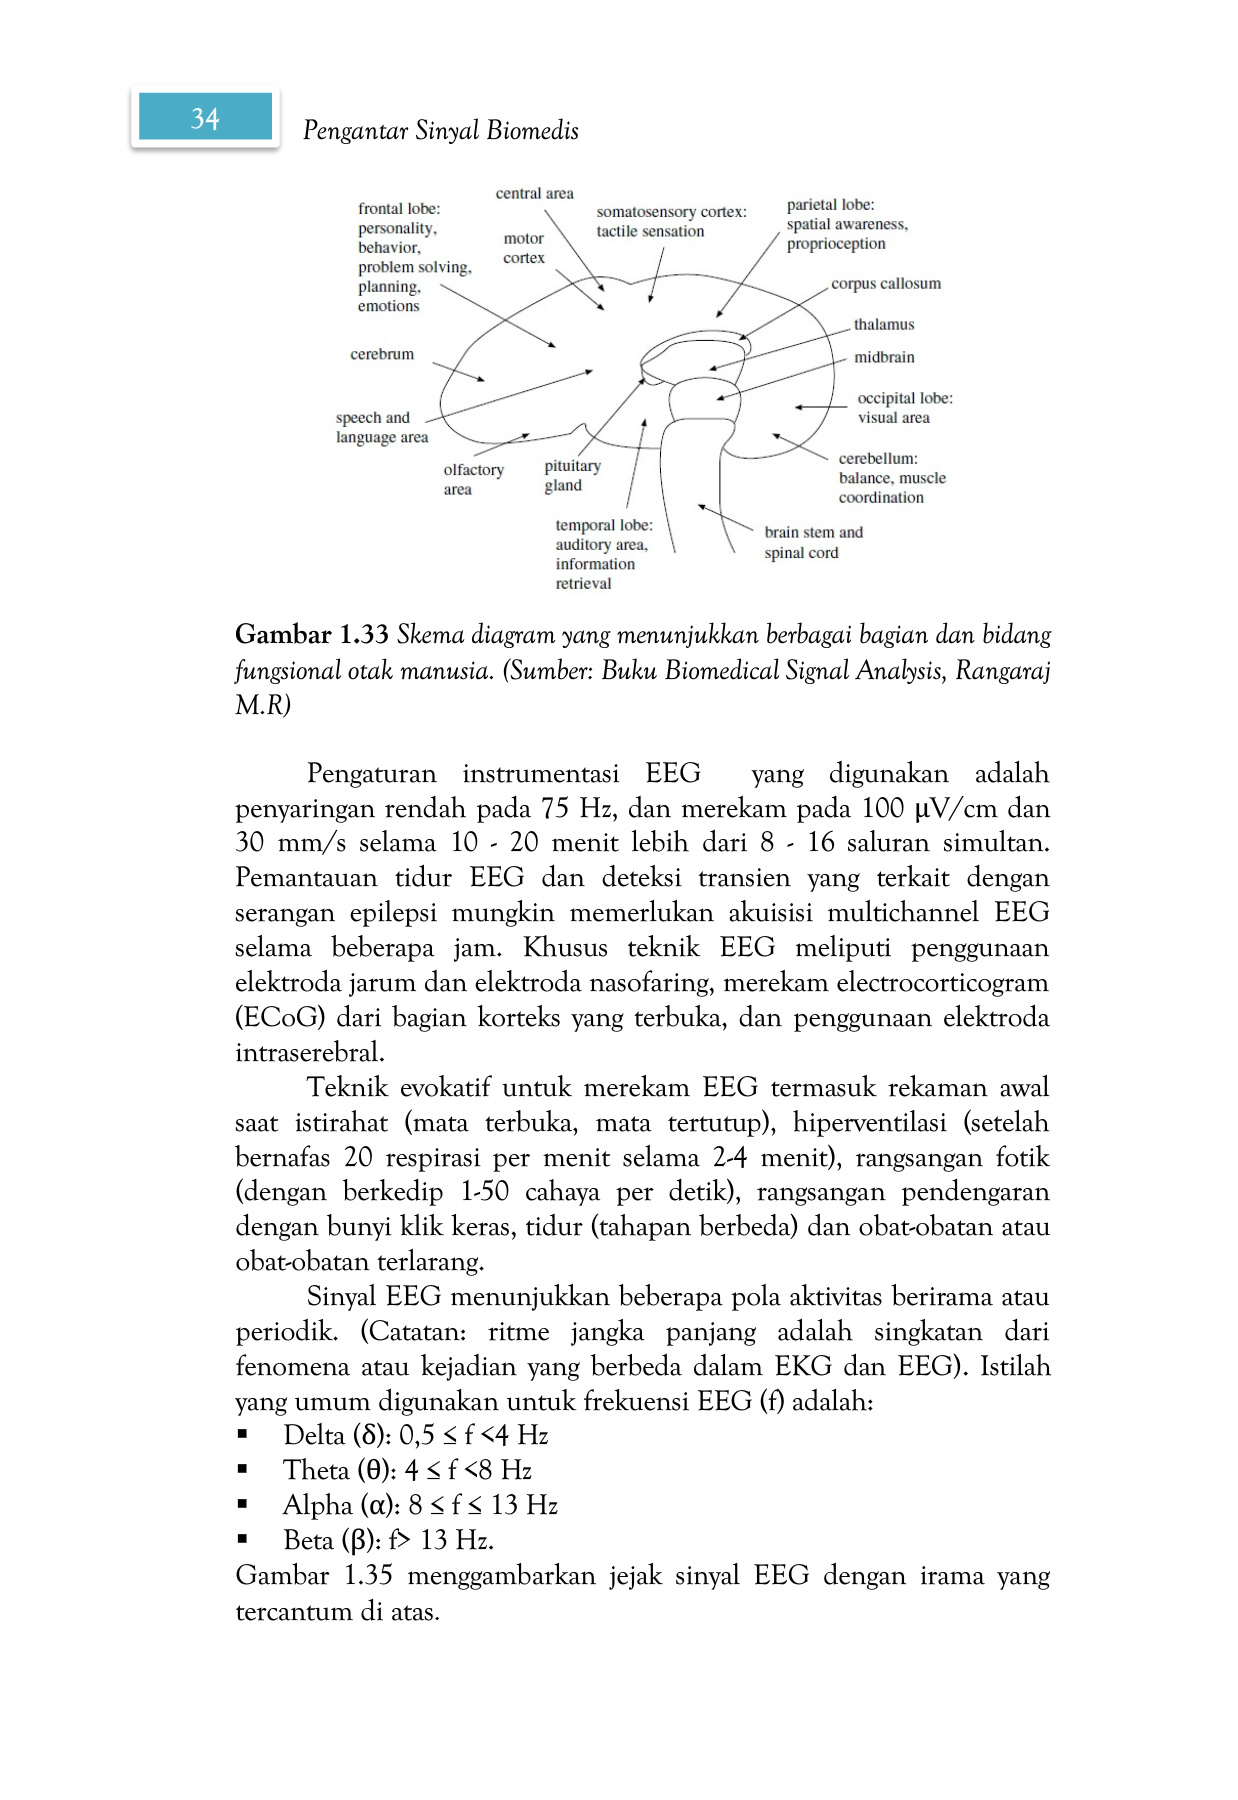 34
Pengantar Sinyal Biomedis
central area
frontal lobe:
personality,
behavior,
problem solving,
planning,
emotions
motor
cortex
somatosensory cortex:
tactile sensation
parietal lobe:
spatial awareness,
proprioception
corpus callosum
thalamus
midbrain
cerebrum
occipital lobe:
visual area
speech and
language area
olfactory
area
pituitary
gland
cerebellum:
balance, muscle
coordination
temporal lobe:
auditory area,
information
retrieval
brain stem and
spinal cord
Gambar 1.33 Skema diagram yang menunjukkan berbagai bagian dan bidang
fungsional otak manusia. (Sumber: Buku Biomedical Signal Analysis, Rangaraj
M.R)
Pengaturan instrumentasi EEG yang digunakan adalah
penyaringan rendah pada 75 Hz, dan merekam pada 100 μV/cm dan
30 mm/s selama 10 - 20 menit lebih dari 8 - 16 saluran simultan.
Pemantauan tidur EEG dan deteksi transien yang terkait dengan
serangan epilepsi mungkin memerlukan akuisisi multichannel EEG
selama beberapa jam. Khusus teknik EEG meliputi penggunaan
elektroda jarum dan elektroda nasofaring, merekam electrocorticogram
(ECoG) dari bagian korteks yang terbuka, dan penggunaan elektroda
intraserebral.
Teknik evokatif untuk merekam EEG termasuk rekaman awal
saat istirahat (mata terbuka, mata tertutup), hiperventilasi (setelah
bernafas 20 respirasi per menit selama 2-4 menit), rangsangan fotik
(dengan berkedip 1-50 cahaya per detik), rangsangan pendengaran
dengan bunyi klik keras, tidur (tahapan berbeda) dan obat-obatan atau
obat-obatan terlarang.
Sinyal EEG menunjukkan beberapa pola aktivitas berirama atau
periodik. (Catatan: ritme jangka panjang adalah singkatan dari
fenomena atau kejadian yang berbeda dalam EKG dan EEG). Istilah
yang umum digunakan untuk frekuensi EEG (f) adalah:
▪ Delta (δ): 0,5 ≤ f <4 Hz
▪ Theta (θ): 4 ≤ f <8 Hz
▪ Alpha (α): 8 ≤ f ≤ 13 Hz
▪ Beta (β): f> 13 Hz.
Gambar 1.35 menggambarkan jejak sinyal EEG dengan irama yang
tercantum di atas.